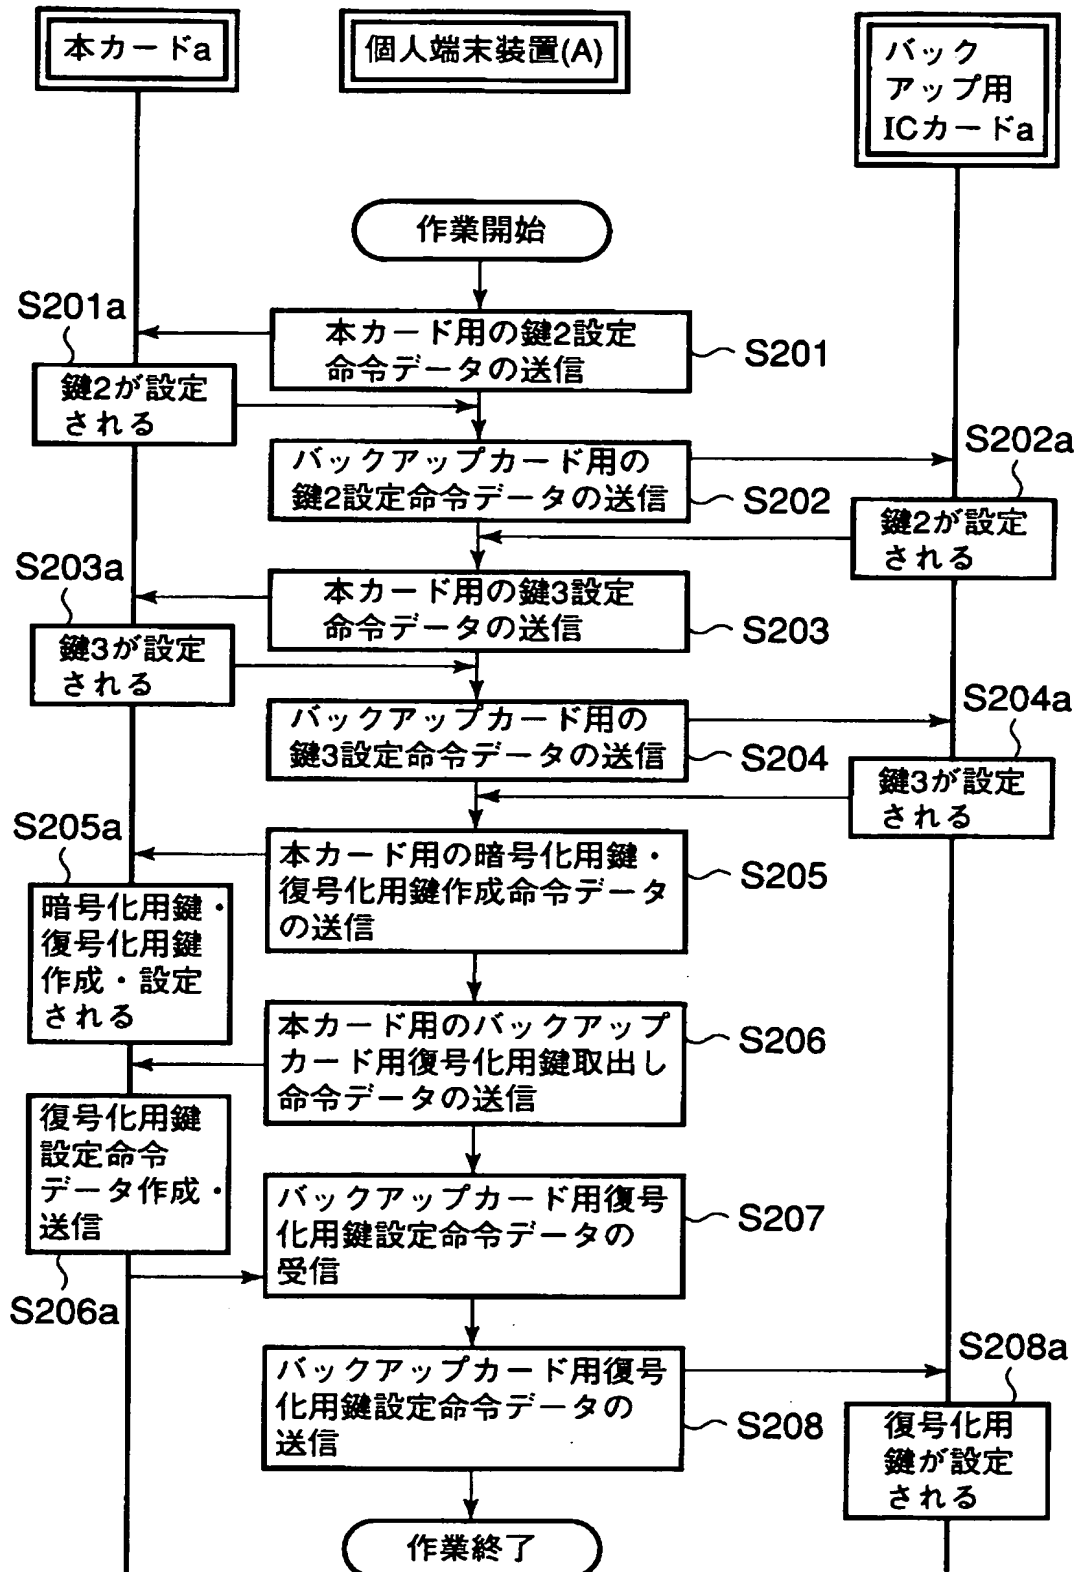 本カードa
個人端末装置(A)
バック
アップ用
ICカードa
作業開始
S201a
本カード用の鍵2設定
命令データの送信
S201
鍵2が設定
される
バックアップカード用の
鍵2設定命令データの送信
S202
S202a
鍵2が設定
される
S203a
本カード用の鍵3設定
命令データの送信
S203
鍵3が設定
される
バックアップカード用の
鍵3設定命令データの送信
S204
S204a
鍵3が設定
される
S205a
本カード用の暗号化用鍵・
復号化用鍵作成命令データ
の送信
S205
暗号化用鍵・
復号化用鍵
作成・設定
される
本カード用のバックアップ
カード用復号化用鍵取出し
命令データの送信
S206
復号化用鍵
設定命令
データ作成・
送信
S206a
バックアップカード用復号
化用鍵設定命令データの
受信
S207
バックアップカード用復号
化用鍵設定命令データの
送信
S208
S208a
復号化用
鍵が設定
される
作業終了